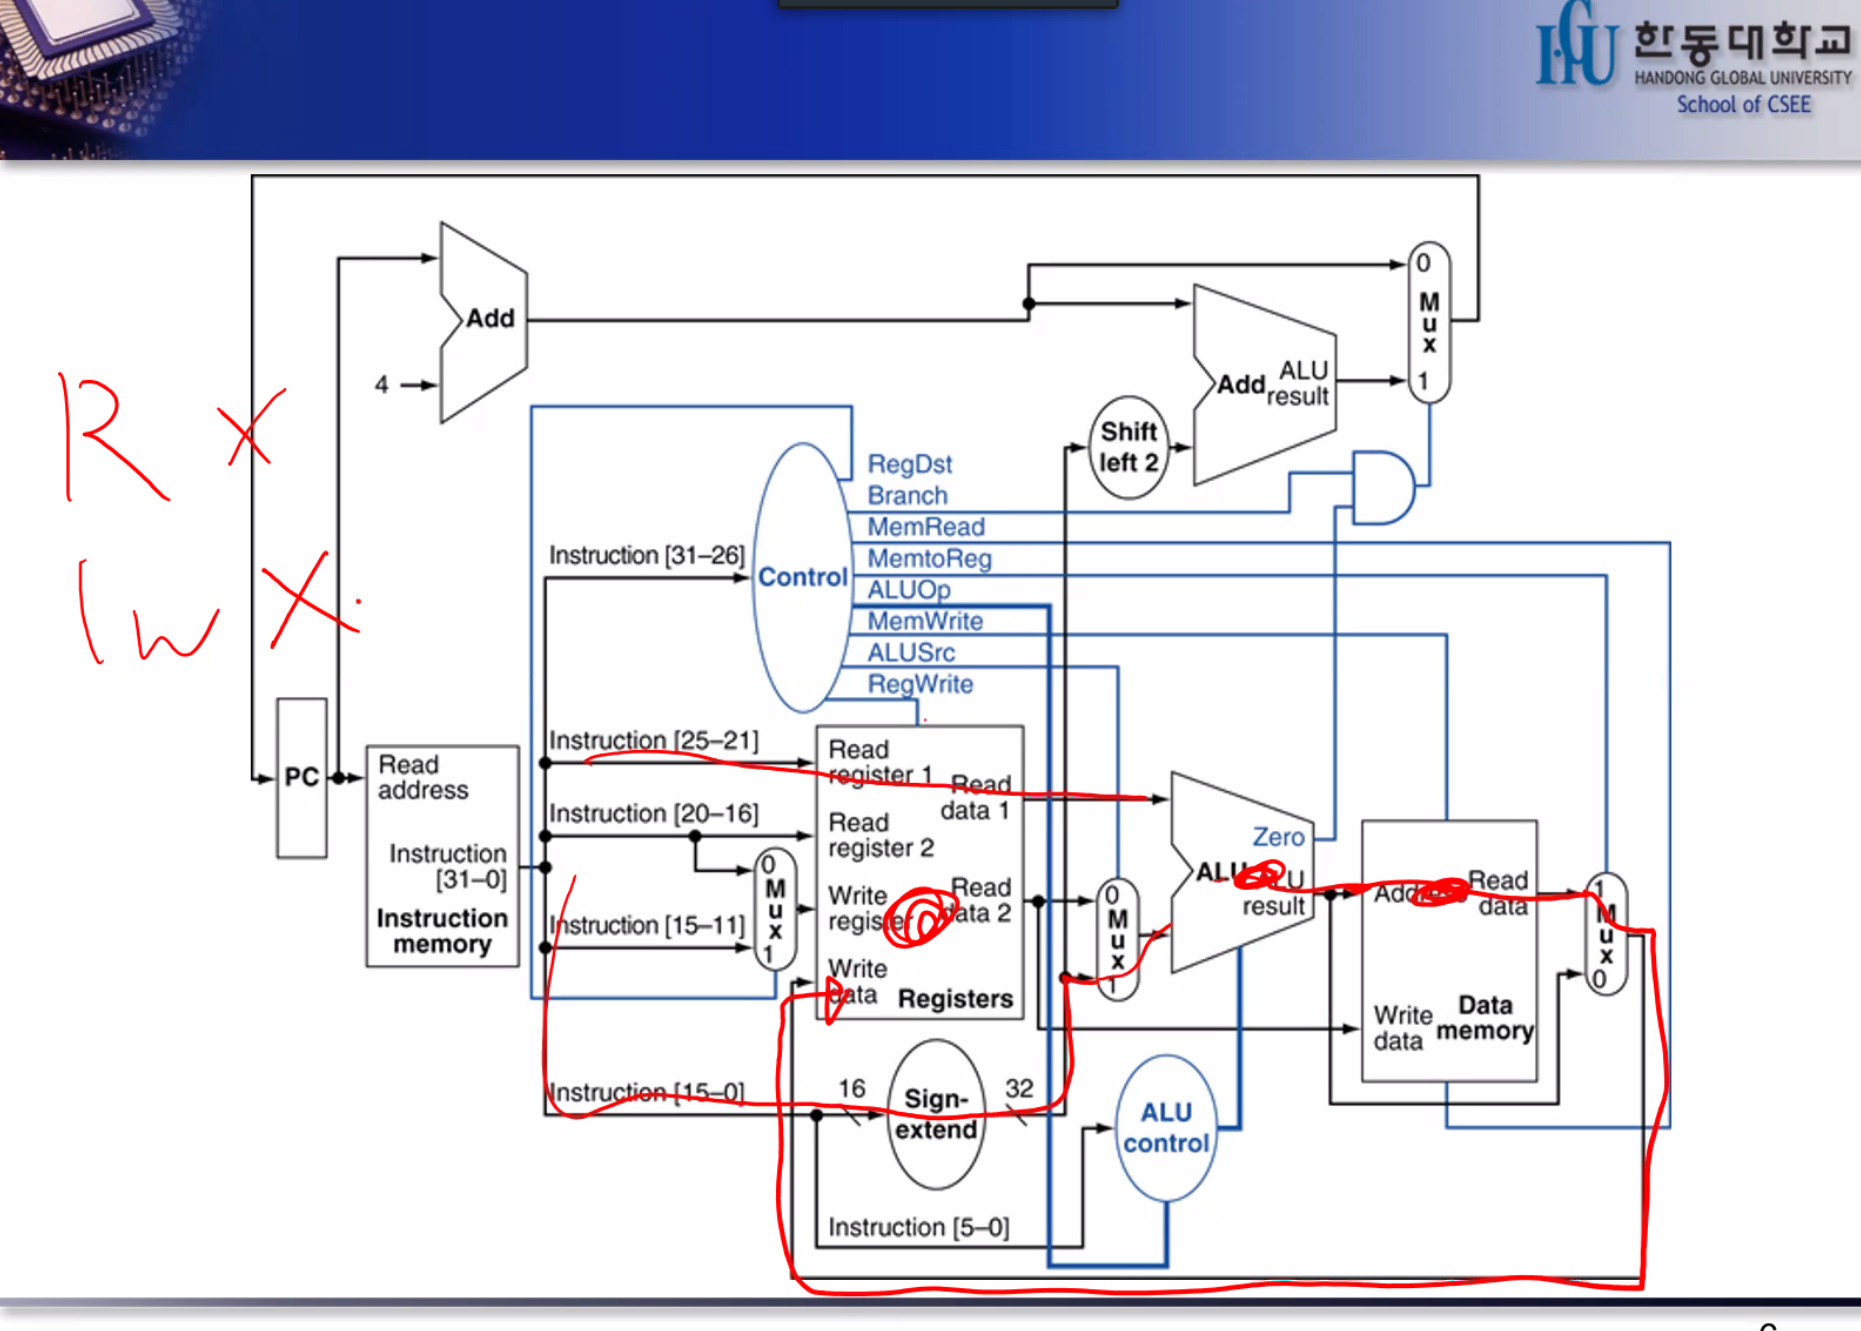 한동대학교
HANDONG GLOBAL UNIVERSITY
School of CSEE
Add
4
0
Mux
1
Add ALU result
Shift left 2
RegDst
Branch
MemRead
MemtoReg
ALUOp
MemWrite
ALUSrc
RegWrite
Instruction [31–26]
Control
R x
lw X.
PC
Read address
Instruction [31–0]
Instruction memory
Instruction [25–21]
Instruction [20–16]
Instruction [15–11]
0
Mux
1
Read register 1
Read register 2
Write register
Write data
Read data 1
Read data 2
Registers
0
Mux
1
Zero
ALU
ALU result
Address
Read data
Write data
Data memory
1
Mux
0
Instruction [15–0]
16
Sign-extend
32
ALU control
Instruction [5–0]